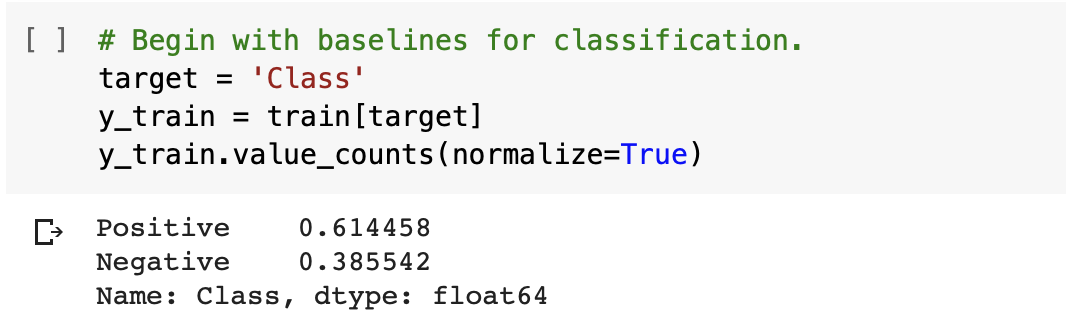 [ ] # Begin with baselines for classification.
target = 'Class'
y_train = train[target]
y_train.value_counts(normalize=True)
Positive    0.614458
Negative    0.385542
Name: Class, dtype: float64